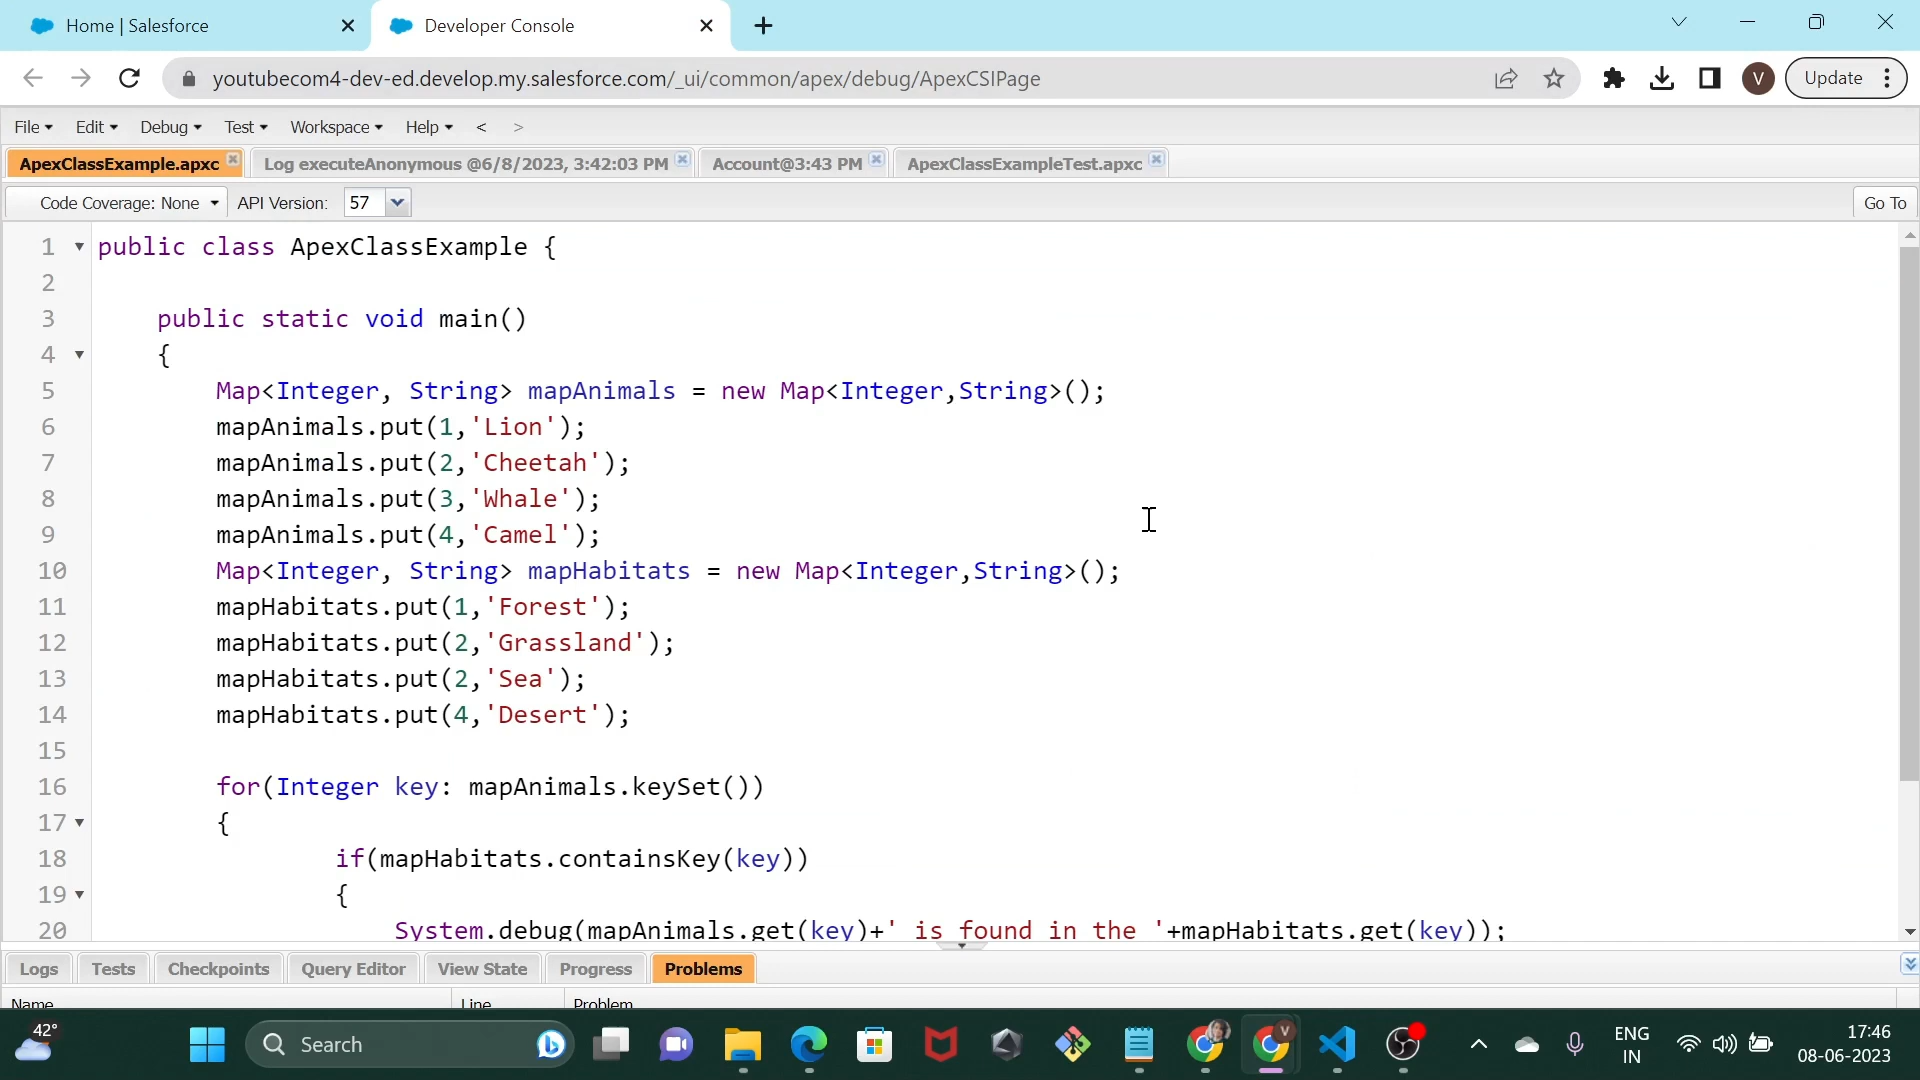 Home | Salesforce
Developer Console
youtubecom4-dev-ed.develop.my.salesforce.com/_ui/common/apex/debug/ApexCSIPage
V
Update
File Edit Debug Test Workspace Help < >
ApexClassExample.apxc
Log executeAnonymous @6/8/2023, 3:42:03 PM
Account@3:43 PM
ApexClassExampleTest.apxc
Code Coverage: None API Version: 57 Go To
1 public class ApexClassExample {
2
3 public static void main()
4 {
5 Map<Integer, String> mapAnimals = new Map<Integer,String>();
6 mapAnimals.put(1,'Lion');
7 mapAnimals.put(2,'Cheetah');
8 mapAnimals.put(3,'Whale');
9 mapAnimals.put(4,'Camel');
10 Map<Integer, String> mapHabitats = new Map<Integer,String>();
11 mapHabitats.put(1,'Forest');
12 mapHabitats.put(2,'Grassland');
13 mapHabitats.put(2,'Sea');
14 mapHabitats.put(4,'Desert');
15
16 for(Integer key: mapAnimals.keySet())
17 {
18 if(mapHabitats.containsKey(key))
19 {
20 System.debug(mapAnimals.get(key)+' is found in the '+mapHabitats.get(key));
Logs Tests Checkpoints Query Editor View State Progress Problems
Name Line Problem
42°
Search
V
ENG
IN
17:46
08-06-2023